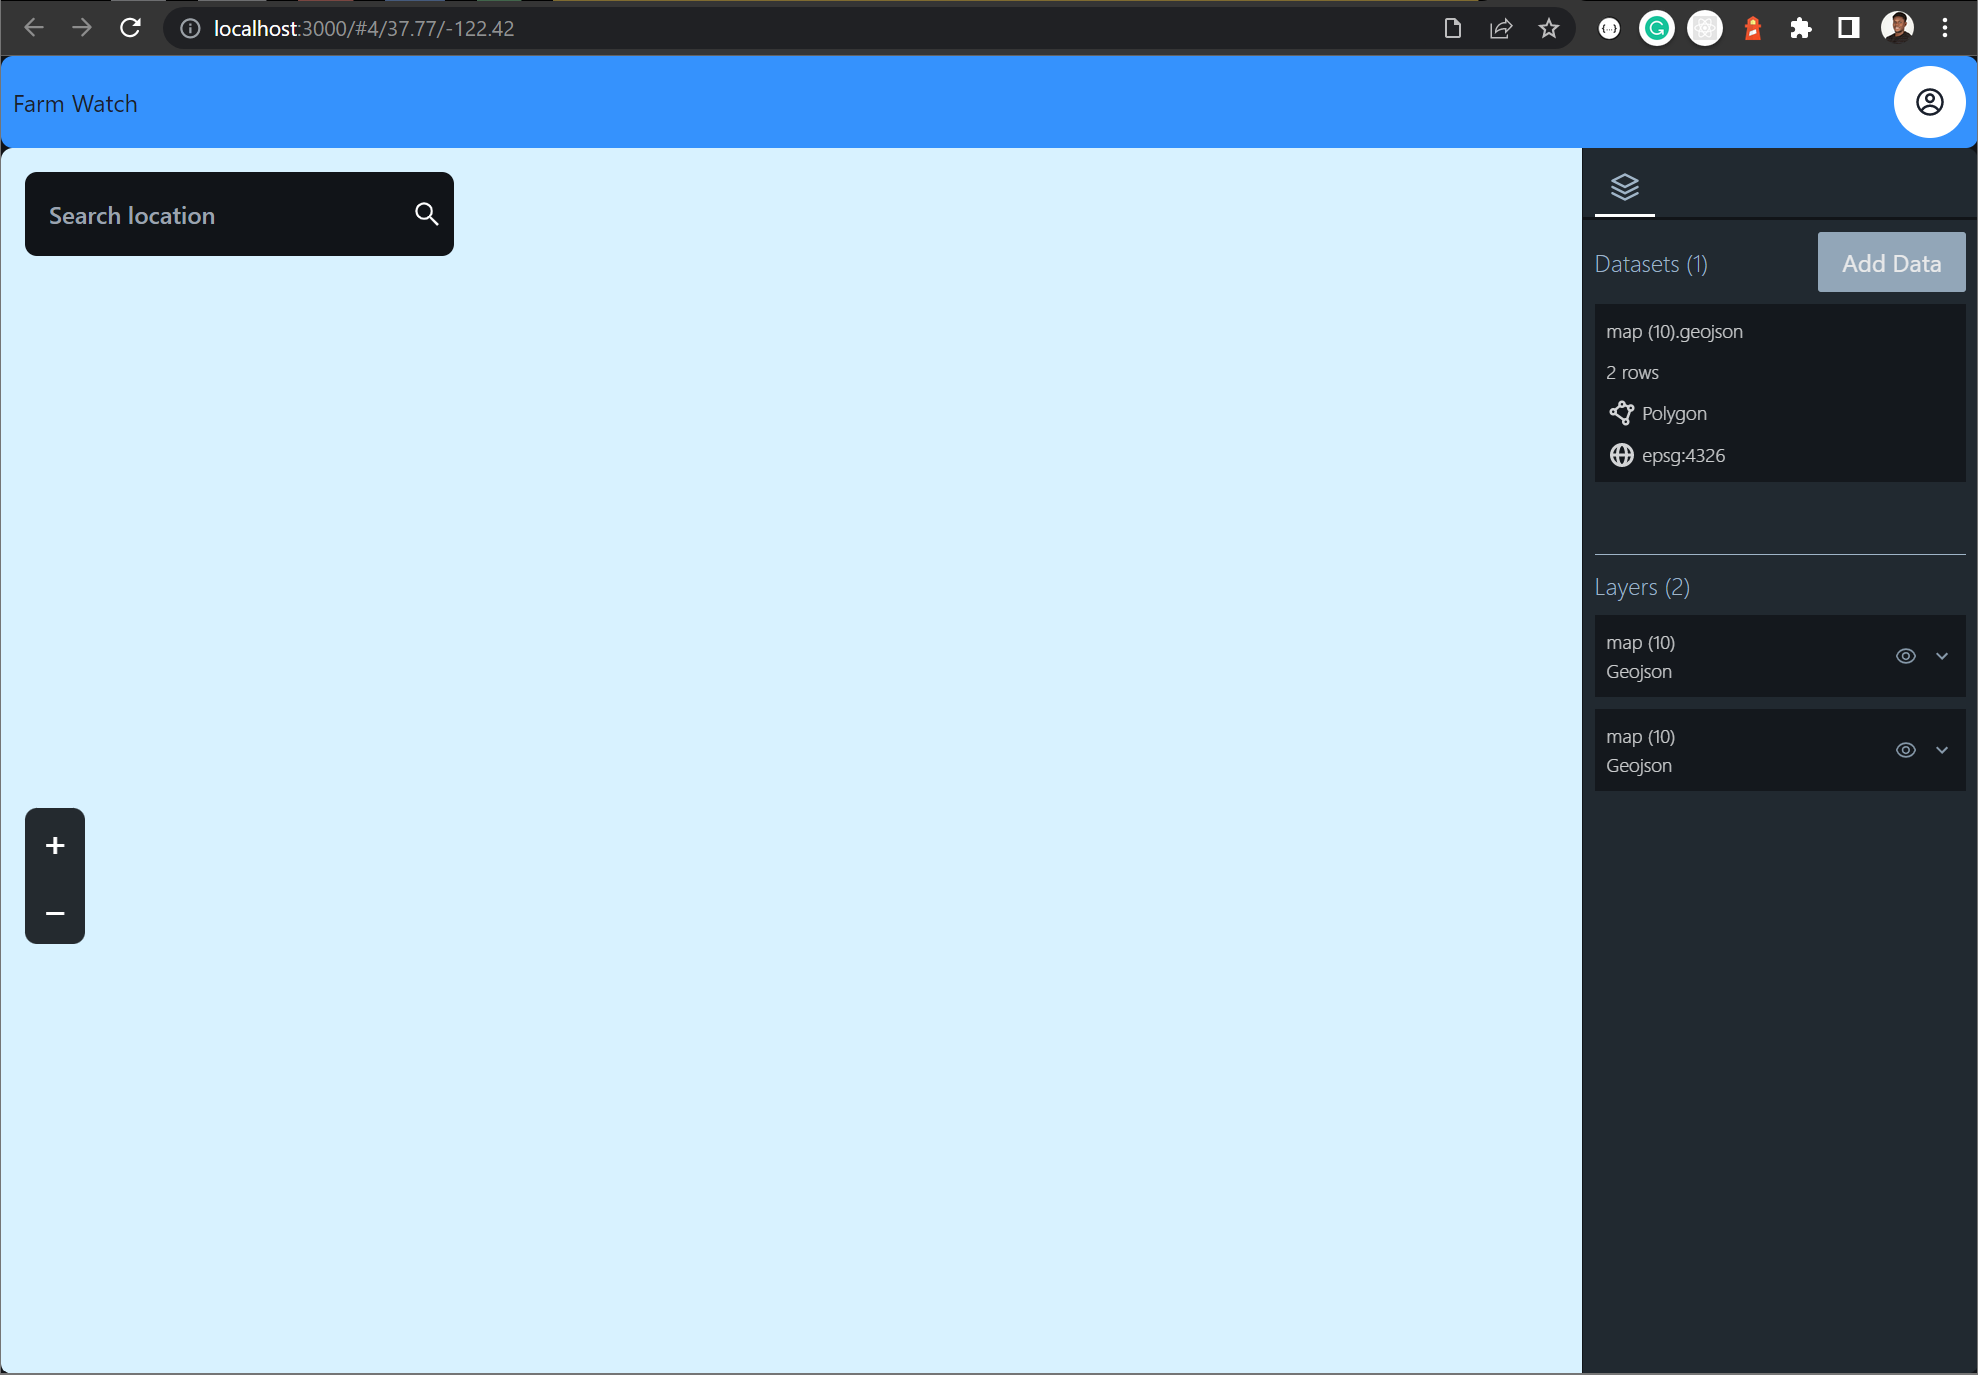 localhost:3000/#4/37.77/-122.42
Farm Watch
Search location
Datasets (1)
Add Data
map (10).geojson
2 rows
Polygon
epsg:4326
Layers (2)
map (10)
Geojson
map (10)
Geojson